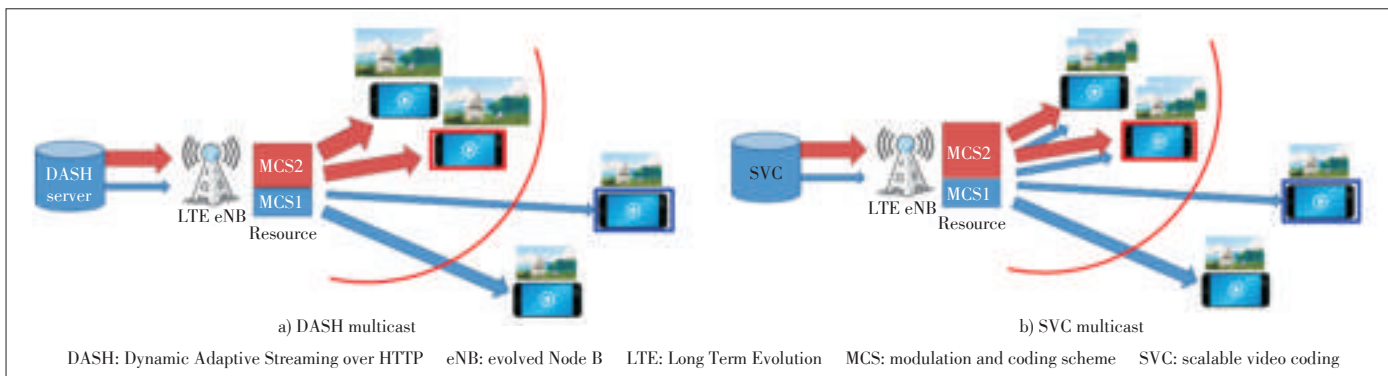 DASH
server
LTE eNB
MCS2
MCS1
Resource
a) DASH multicast
SVC
LTE eNB
MCS2
MCS1
Resource
b) SVC multicast
DASH: Dynamic Adaptive Streaming over HTTP eNB: evolved Node B LTE: Long Term Evolution MCS: modulation and coding scheme SVC: scalable video coding